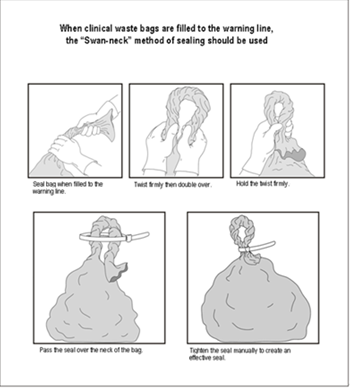 When clinical waste bags are filled to the warning line,
the "Swan-neck" method of sealing should be used
Seal bag when filled to the
warning line.
Twist firmly then double over.
Hold the twist firmly.
Pass the seal over the neck of the bag.
Tighten the seal manually to create an
effective seal.